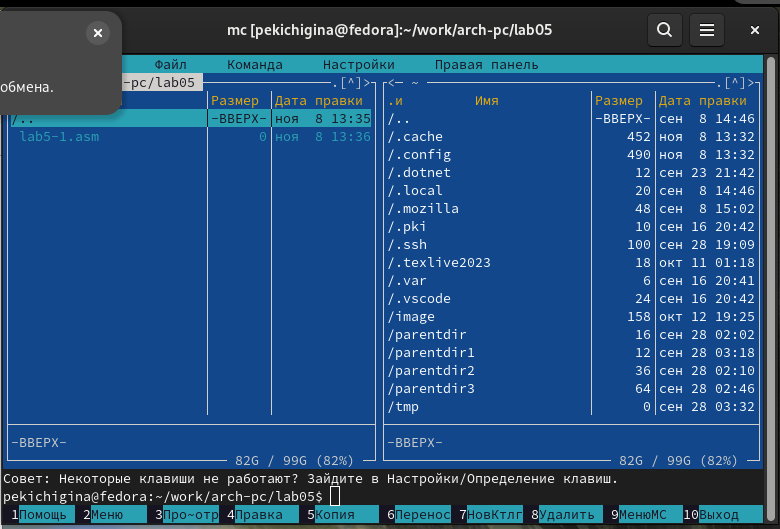 mc [pekichigina@fedora]:~/work/arch-pc/lab05
обмена.
Файл Команда Настройки Правая панель
-pc/lab05 .[^]> <- ~ .[^]>
Размер Дата правки .и Имя Размер Дата правки
/.. -ВВЕРХ- ноя 8 13:35 /.. -ВВЕРХ- сен 8 14:46
lab5-1.asm 0 ноя 8 13:36 /.cache 452 ноя 8 13:32
/.config 490 ноя 8 13:32
/.dotnet 12 сен 23 21:42
/.local 20 сен 8 14:46
/.mozilla 48 сен 8 15:02
/.pki 10 сен 16 20:42
/.ssh 100 сен 28 19:09
/.texlive2023 18 окт 11 01:18
/.var 6 сен 16 20:41
/.vscode 24 сен 16 20:42
/image 158 окт 12 19:25
/parentdir 16 сен 28 02:02
/parentdir1 12 сен 28 03:18
/parentdir2 36 сен 28 02:10
/parentdir3 64 сен 28 02:46
/tmp 0 сен 28 03:32
-ВВЕРХ- -ВВЕРХ-
82G / 99G (82%) 82G / 99G (82%)
Совет: Некоторые клавиши не работают? Зайдите в Настройки/Определение клавиш.
pekichigina@fedora:~/work/arch-pc/lab05$
1Помощь 2Меню 3Про~отр 4Правка 5Копия 6Перенос 7НовКтлг 8Удалить 9МенюМС 10Выход